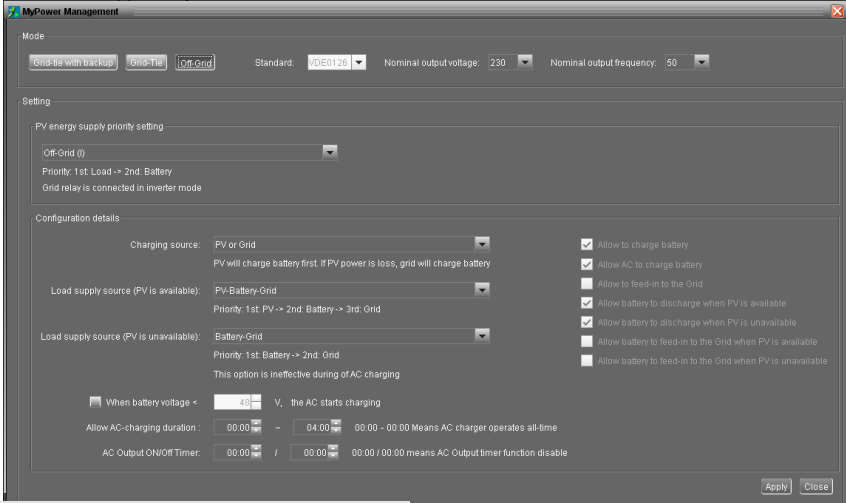 MyPower Management
Mode
Grid-tie with backup Grid-Tie Off-Grid Standard: VDE0126 Nominal output voltage: 230 Nominal output frequency: 50
Setting
PV energy supply priority setting
Off-Grid (I)
Priority: 1st: Load -> 2nd: Battery
Grid relay is connected in inverter mode
Configuration details
Charging source: PV or Grid
PV will charge battery first. If PV power is loss, grid will charge battery
Load supply source (PV is available): PV-Battery-Grid
Priority: 1st: PV -> 2nd: Battery -> 3rd: Grid
Load supply source (PV is unavailable): Battery-Grid
Priority: 1st: Battery -> 2nd: Grid
This option is ineffective during of AC charging
When battery voltage < 48 V, the AC starts charging
Allow AC-charging duration : 00:00 ~ 04:00 00:00 - 00:00 Means AC charger operates all-time
AC Output ON/Off Timer: 00:00 / 00:00 00:00 / 00:00 means AC Output timer function disable
Allow to charge battery
Allow AC to charge battery
Allow to feed-in to the Grid
Allow battery to discharge when PV is available
Allow battery to discharge when PV is unavailable
Allow battery to feed-in to the Grid when PV is available
Allow battery to feed-in to the Grid when PV is unavailable
Apply Close